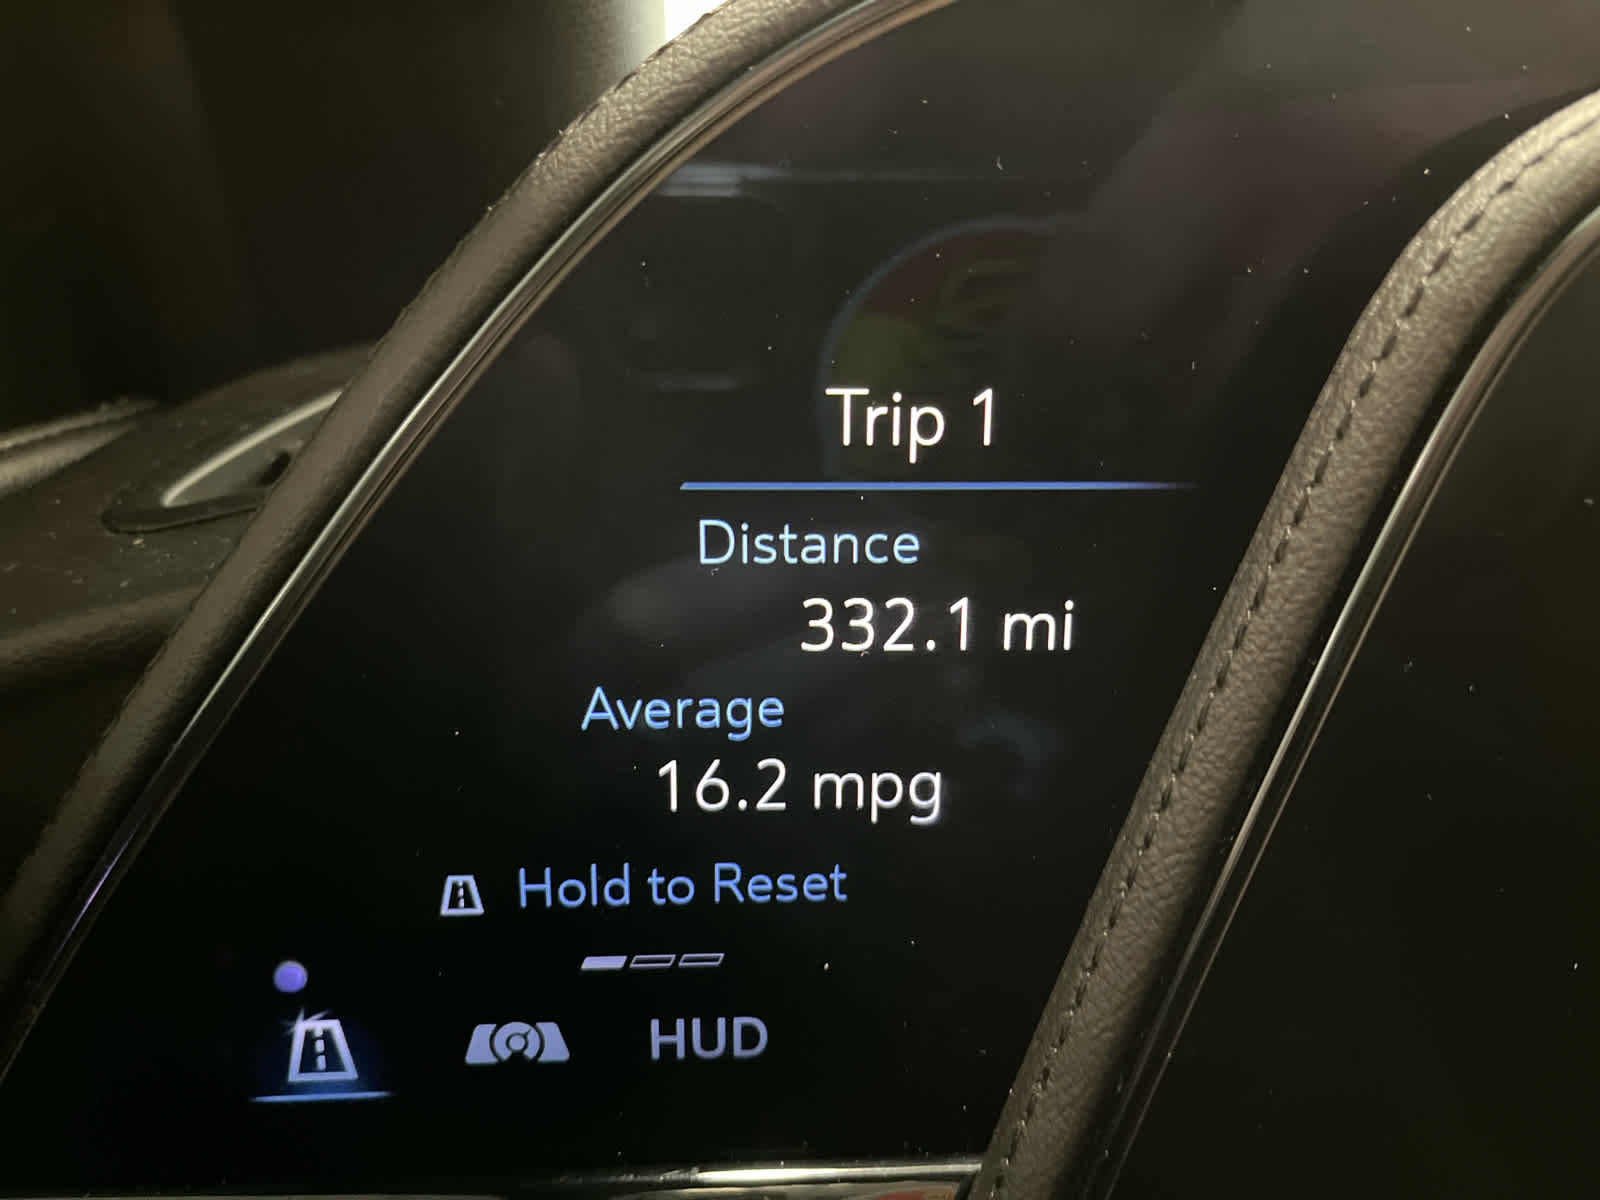 Trip 1
Distance
332.1 mi
Average
16.2 mpg
Hold to Reset
HUD